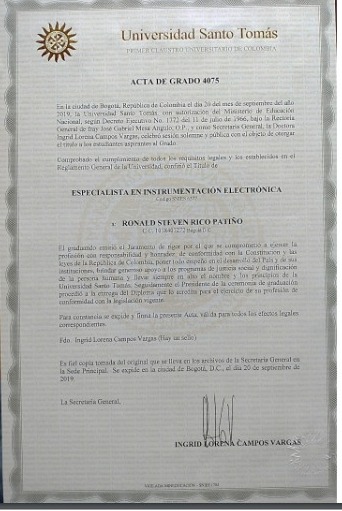 Universidad Santo Tomás
PRIMER CLAUSTRO UNIVERSITARIO DE COLOMBIA
ACTA DE GRADO 4075
En la ciudad de Bogotá, República de Colombia el día 20 del mes de septiembre del año
2019, la Universidad Santo Tomás, con autorización del Ministerio de Educación
Nacional, según Decreto Ejecutivo No. 1772 del 11 de julio de 1966, bajo la Rectoría
General de fray José Gabriel Mesa Angulo, O.P., y como Secretaria General, la Doctora
Ingrid Lorena Campos Vargas, celebró sesión solemne y pública con el objeto de otorgar
el título a los estudiantes aspirantes al Grado.
Comprobado el cumplimiento de todos los requisitos legales y los establecidos en el
Reglamento General de la Universidad, confirió el Título de
ESPECIALISTA EN INSTRUMENTACIÓN ELECTRÓNICA
Código SNIES
a: RONALD STEVEN RICO PATIÑO
C.C. Bogotá D.C.
El graduando emitió el Juramento de rigor por el que se comprometió a ejercer la
profesión con responsabilidad y honradez, de conformidad con la Constitución y las
leyes de la República de Colombia, poner todo empeño en el desarrollo del País y de sus
instituciones, brindar generoso apoyo a los programas de justicia social y dignificación
de la persona humana y llevar siempre en alto el nombre y los principios de la
Universidad Santo Tomás. Seguidamente el Presidente de la ceremonia de graduación
procedió a la entrega del Diploma que lo acredita para el ejercicio de su profesión de
conformidad con la legislación vigente.
Para constancia se expide y firma la presente Acta, válida para todos los efectos legales
correspondientes.
Fdo. Ingrid Lorena Campos Vargas (Hay un sello)
Es fiel copia tomada del original que se lleva en los archivos de la Secretaría General en
la Sede Principal. Se expide en la ciudad de Bogotá, D.C., el día 20 de septiembre de
2019.
La Secretaria General,
INGRID LORENA CAMPOS VARGAS